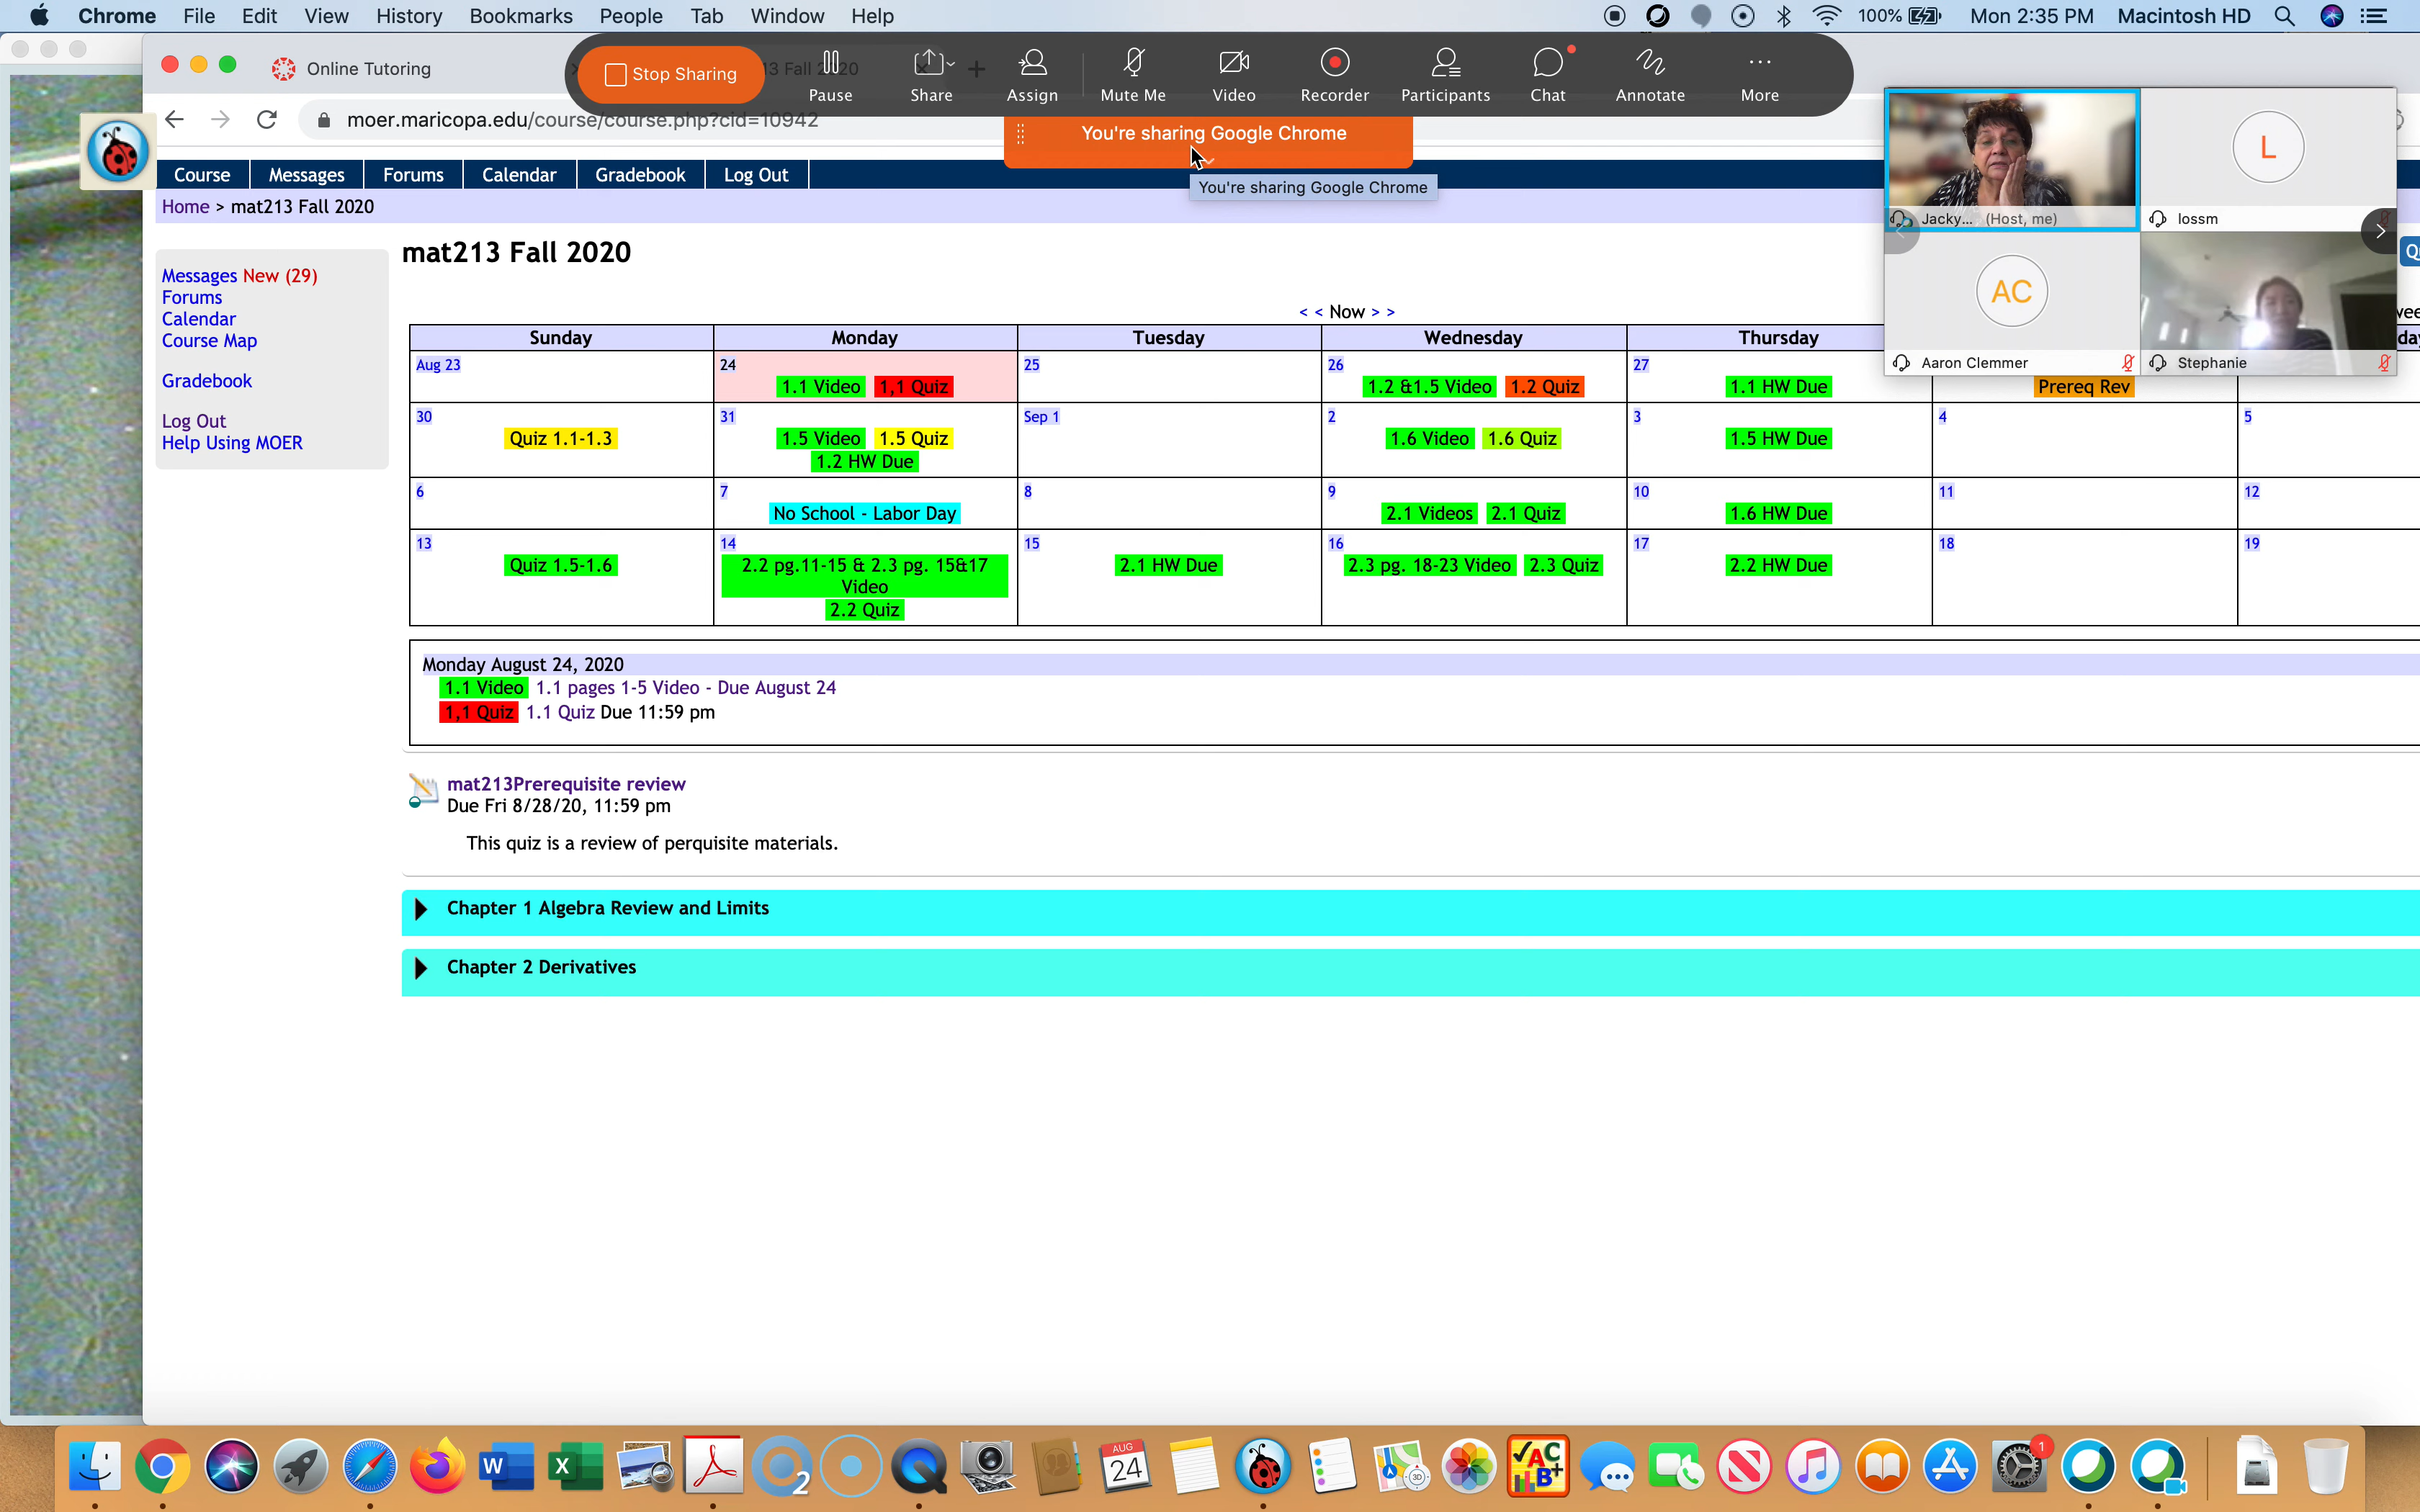 Chrome File Edit View History Bookmarks People Tab Window Help 100% Mon 2:35 PM Macintosh HD
Online Tutoring
13 Fall 2020
Stop Sharing
Pause Share Assign Mute Me Video Recorder Participants Chat Annotate More
moer.maricopa.edu/course/course.php?cid=10942
You're sharing Google Chrome
You're sharing Google Chrome
L
Jacky... (Host, me)
lossm
AC
Aaron Clemmer
Stephanie
Course Messages Forums Calendar Gradebook Log Out
Home > mat213 Fall 2020
Messages New (29)
Forums
Calendar
Course Map
Gradebook
Log Out
Help Using MOER
mat213 Fall 2020
< < Now > >
Sunday Monday Tuesday Wednesday Thursday
Aug 23 24 25 26 27
1.1 Video 1,1 Quiz 1.2 &1.5 Video 1.2 Quiz 1.1 HW Due Prereq Rev
30 31 Sep 1 2 3 4 5
Quiz 1.1-1.3 1.5 Video 1.5 Quiz 1.6 Video 1.6 Quiz 1.5 HW Due
1.2 HW Due
6 7 8 9 10 11 12
No School - Labor Day 2.1 Videos 2.1 Quiz 1.6 HW Due
13 14 15 16 17 18 19
Quiz 1.5-1.6 2.2 pg.11-15 & 2.3 pg. 15&17 2.1 HW Due 2.3 pg. 18-23 Video 2.3 Quiz 2.2 HW Due
Video
2.2 Quiz
Monday August 24, 2020
1.1 Video 1.1 pages 1-5 Video - Due August 24
1,1 Quiz 1.1 Quiz Due 11:59 pm
mat213Prerequisite review
Due Fri 8/28/20, 11:59 pm
This quiz is a review of perquisite materials.
Chapter 1 Algebra Review and Limits
Chapter 2 Derivatives
W
X
2
AUG
24
3D
AC
B+
1